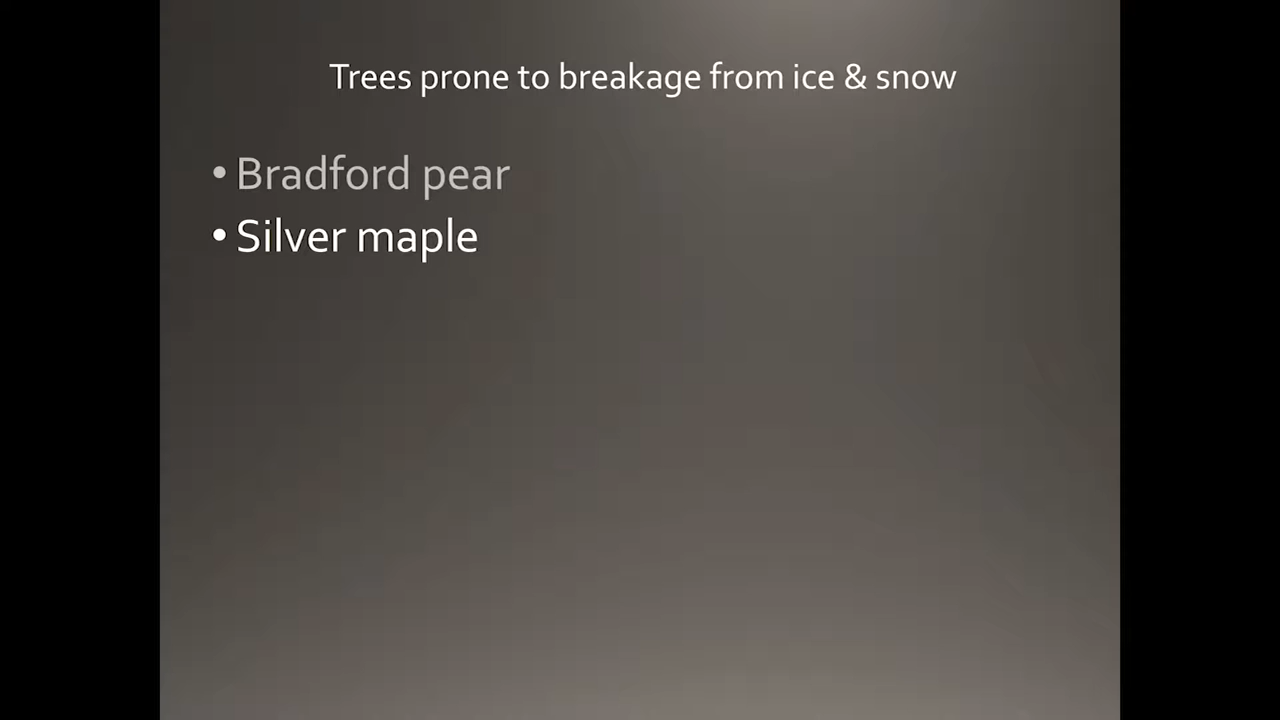 Trees prone to breakage from ice & snow
• Bradford pear
• Silver maple